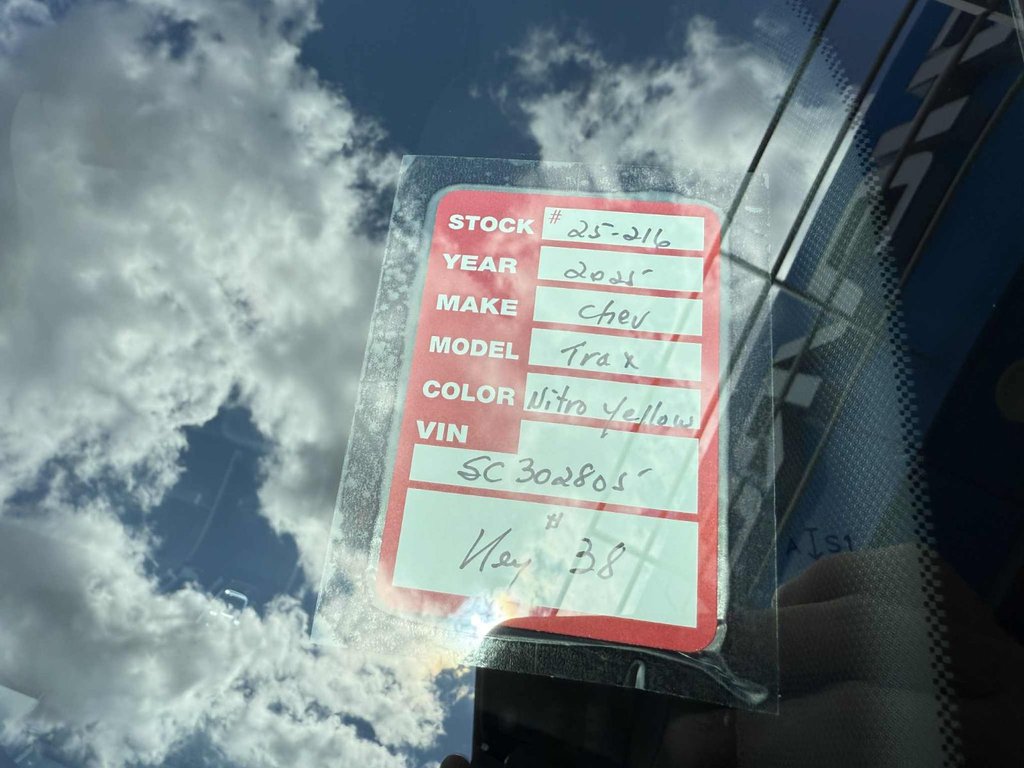 STOCK # 25-216
YEAR 2025
MAKE Chev
MODEL Trax
COLOR Nitro Yellow
VIN
SC302805
#
Key 38